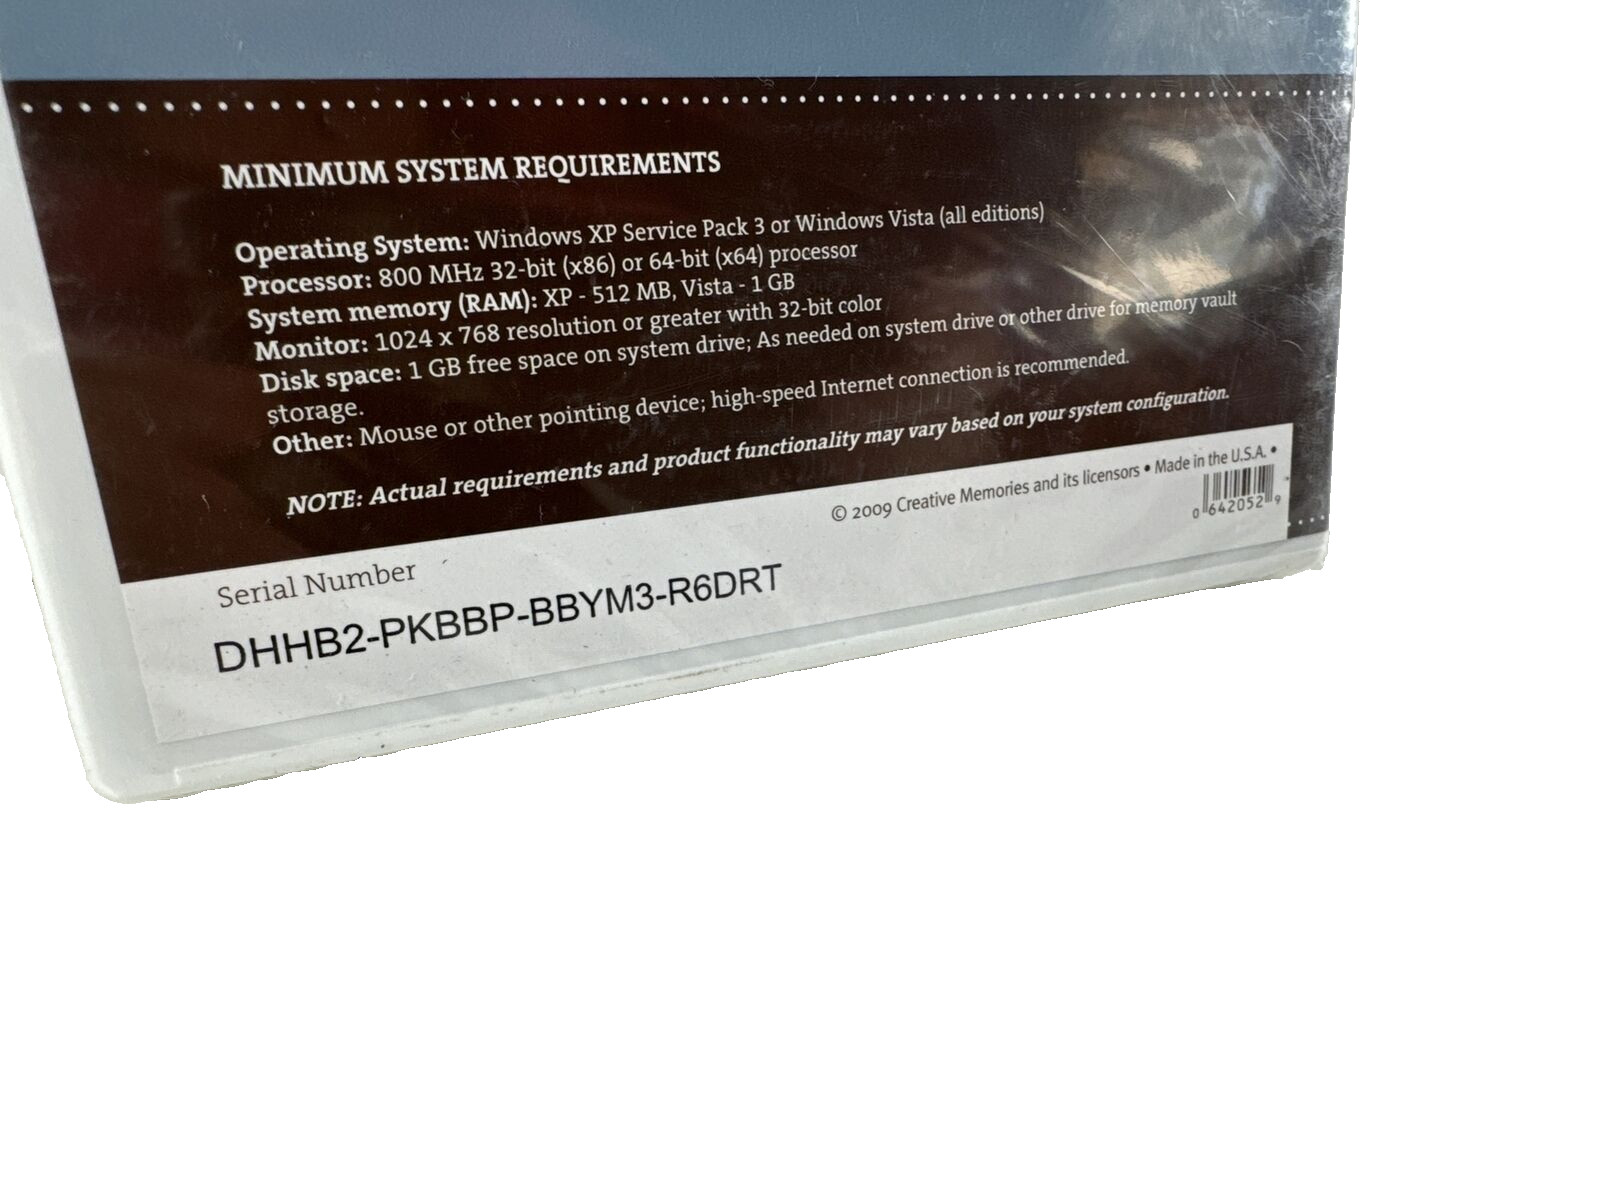 MINIMUM SYSTEM REQUIREMENTS
Operating System: Windows XP Service Pack 3 or Windows Vista (all editions)
Processor: 800 MHz 32-bit (x86) or 64-bit (x64) processor
System memory (RAM): XP - 512 MB, Vista - 1 GB
Monitor: 1024 x 768 resolution or greater with 32-bit color
Disk space: 1 GB free space on system drive; As needed on system drive or other drive for memory vault
storage.
Other: Mouse or other pointing device; high-speed Internet connection is recommended.
NOTE: Actual requirements and product functionality may vary based on your system configuration.
© 2009 Creative Memories and its licensors • Made in the U.S.A. •
0 642052 9
Serial Number
DHHB2-PKBBP-BBYM3-R6DRT